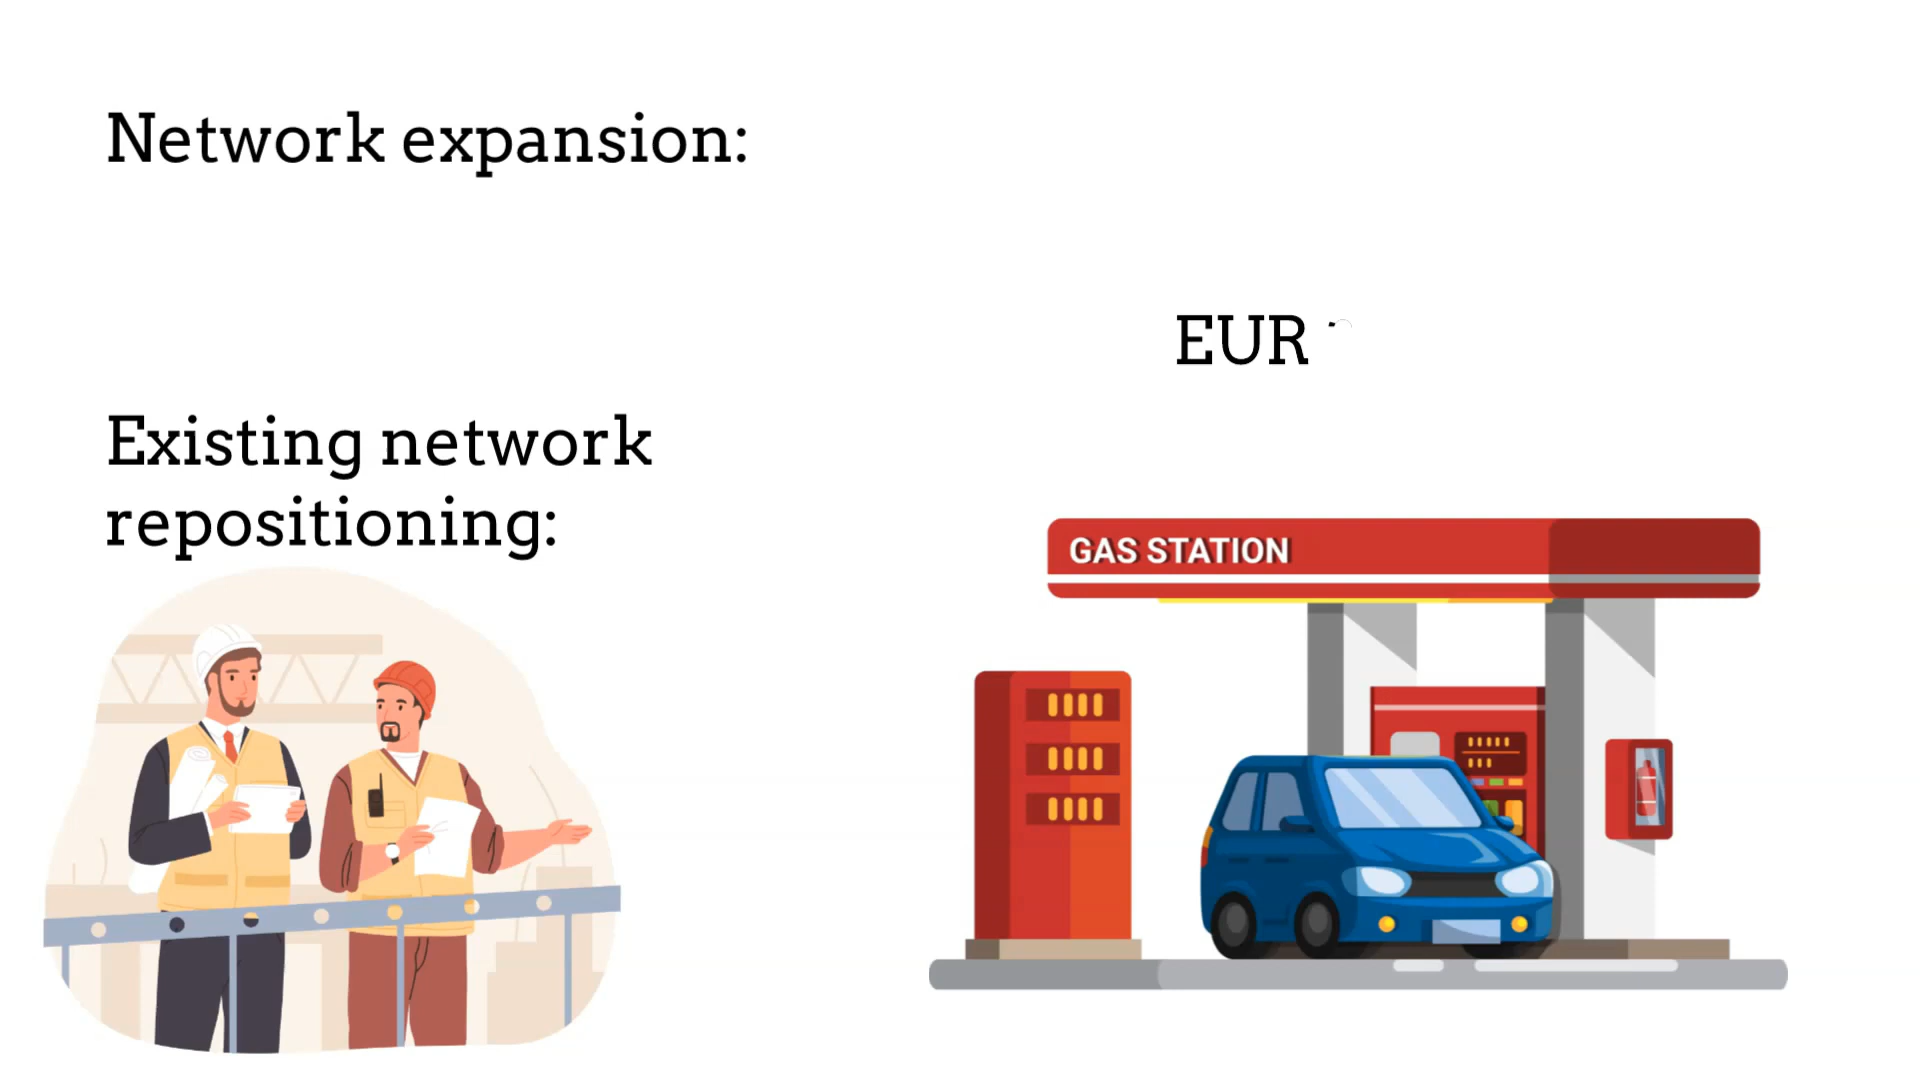 Network expansion:
EUR
Existing network
repositioning:
GAS STATION